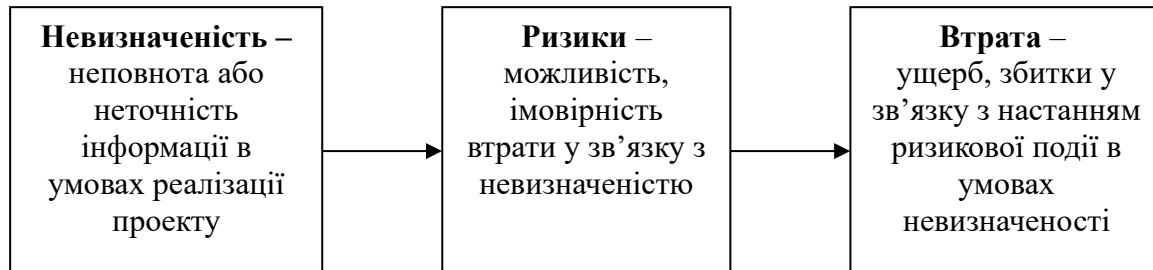 Невизначеність –
неповнота або
неточність
інформації в
умовах реалізації
проекту
Ризики –
можливість,
імовірність
втрати у зв’язку з
невизначеністю
Втрата –
ущерб, збитки у
зв’язку з настанням
ризикової події в
умовах
невизначеності